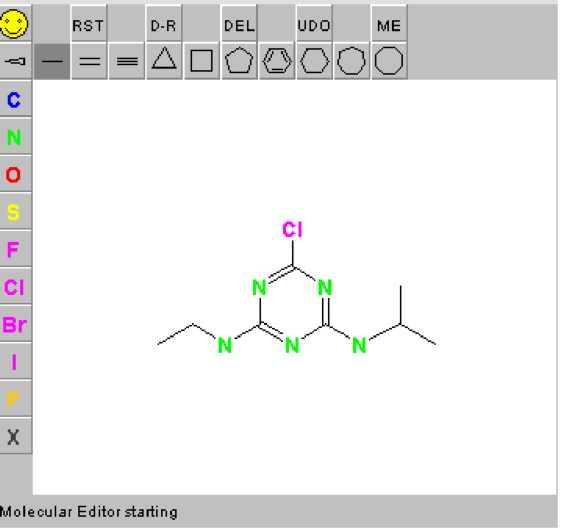 RST D-R DEL UDO ME
C
N
O
S
F
Cl
Br
I
P
X
Cl
N N
N N N
Molecular Editor starting